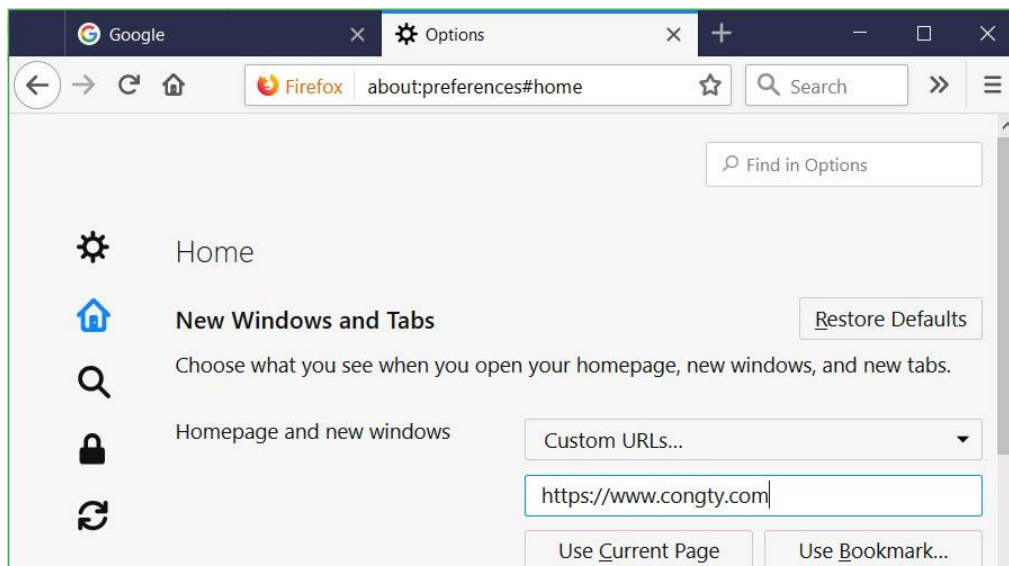 Google
Options
Firefox about:preferences#home
Search
Find in Options
Home
New Windows and Tabs
Restore Defaults
Choose what you see when you open your homepage, new windows, and new tabs.
Homepage and new windows
Custom URLs...
https://www.congty.com
Use Current Page
Use Bookmark...